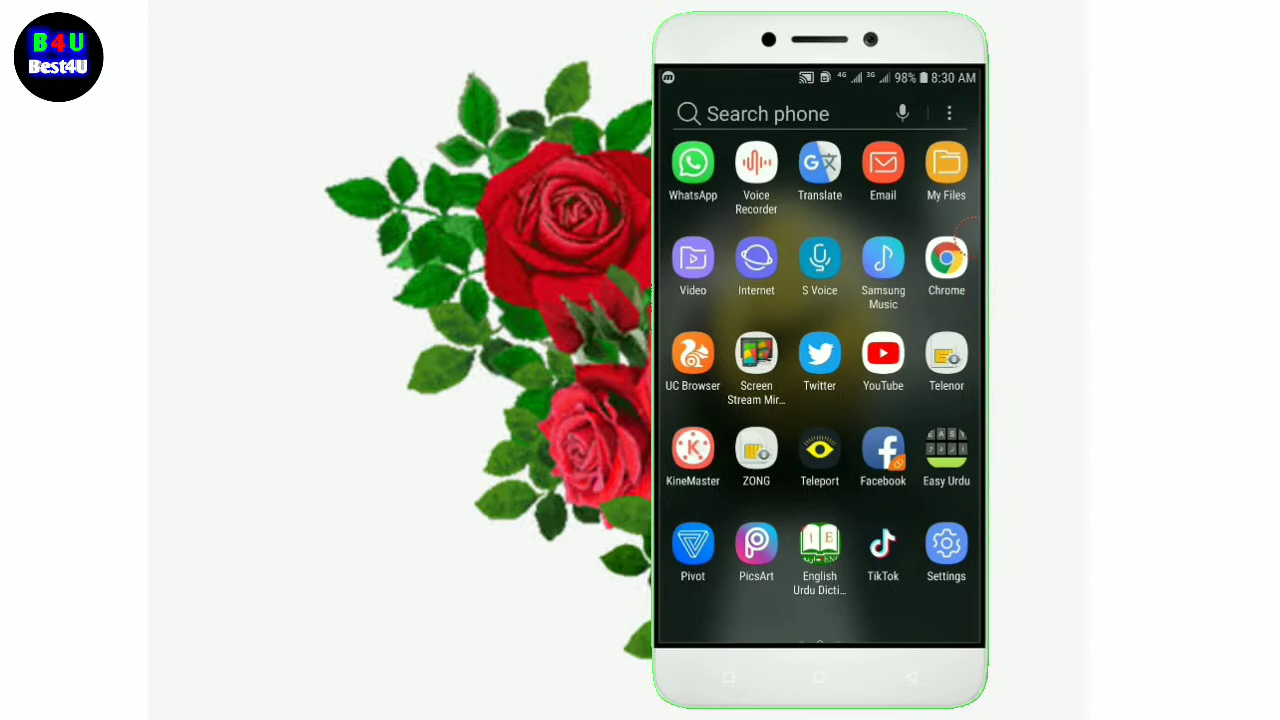 B4U
Best4U
4G 3G 98% 8:30 AM
Search phone
WhatsApp
Voice
Recorder
Translate
Email
My Files
Video
Internet
S Voice
Samsung
Music
Chrome
UC Browser
Screen
Stream Mir...
Twitter
YouTube
Telenor
KineMaster
ZONG
Teleport
Facebook
Easy Urdu
Pivot
PicsArt
English
Urdu Dicti...
TikTok
Settings